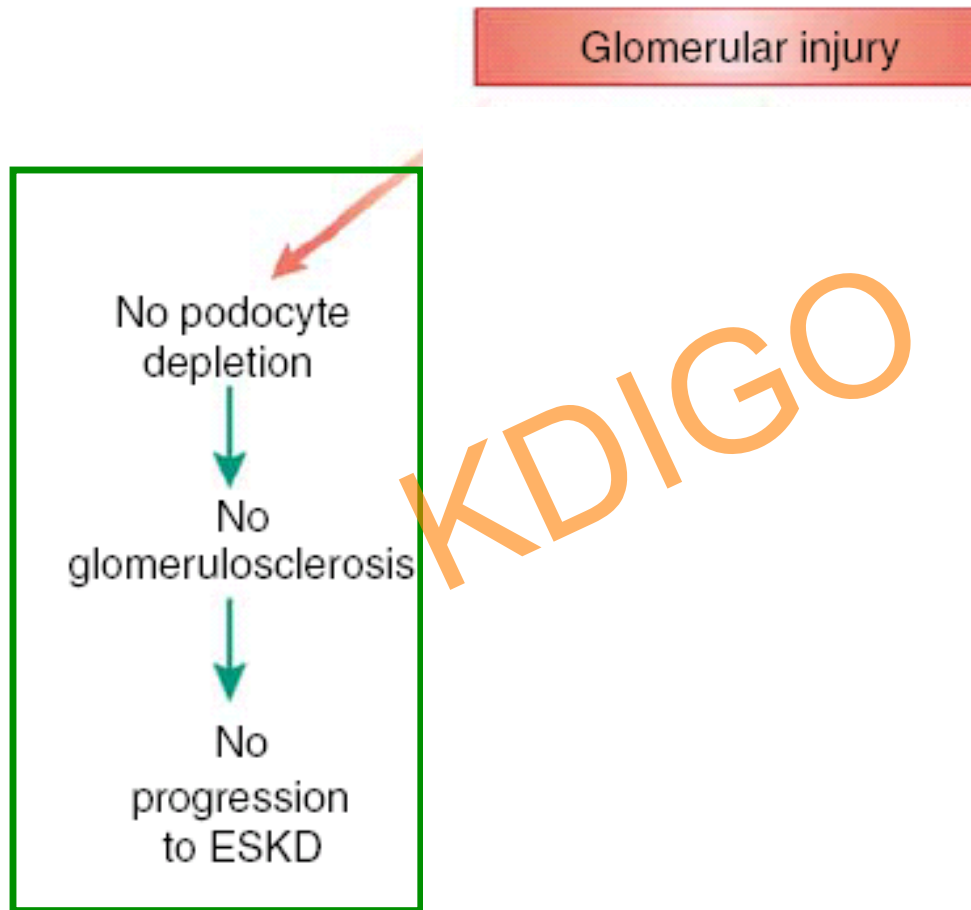 Glomerular injury
No podocyte
depletion
No
glomerulosclerosis
No
progression
to ESKD
KDIGO